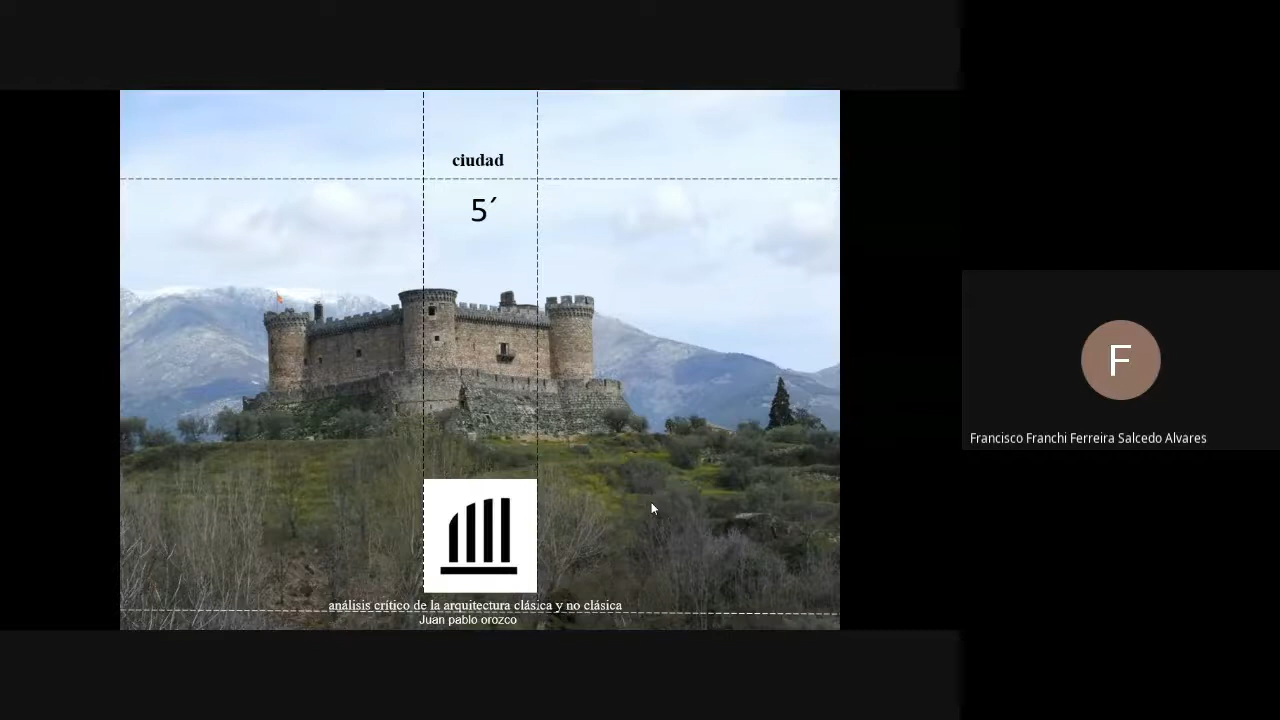 ciudad
5´
análisis crítico de la arquitectura clásica y no clásica
Juan pablo orozco
F
Francisco Franchi Ferreira Salcedo Alvares